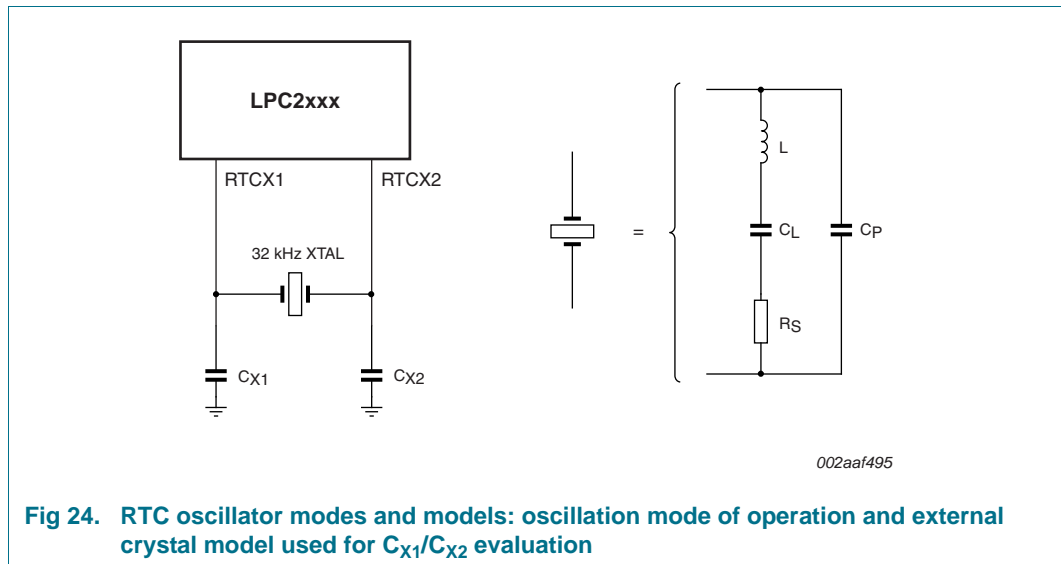 LPC2xxx
RTCX1
RTCX2
32 kHz XTAL
CX1
CX2
=
L
CL
CP
RS
002aaf495
Fig 24. RTC oscillator modes and models: oscillation mode of operation and external
crystal model used for CX1/CX2 evaluation